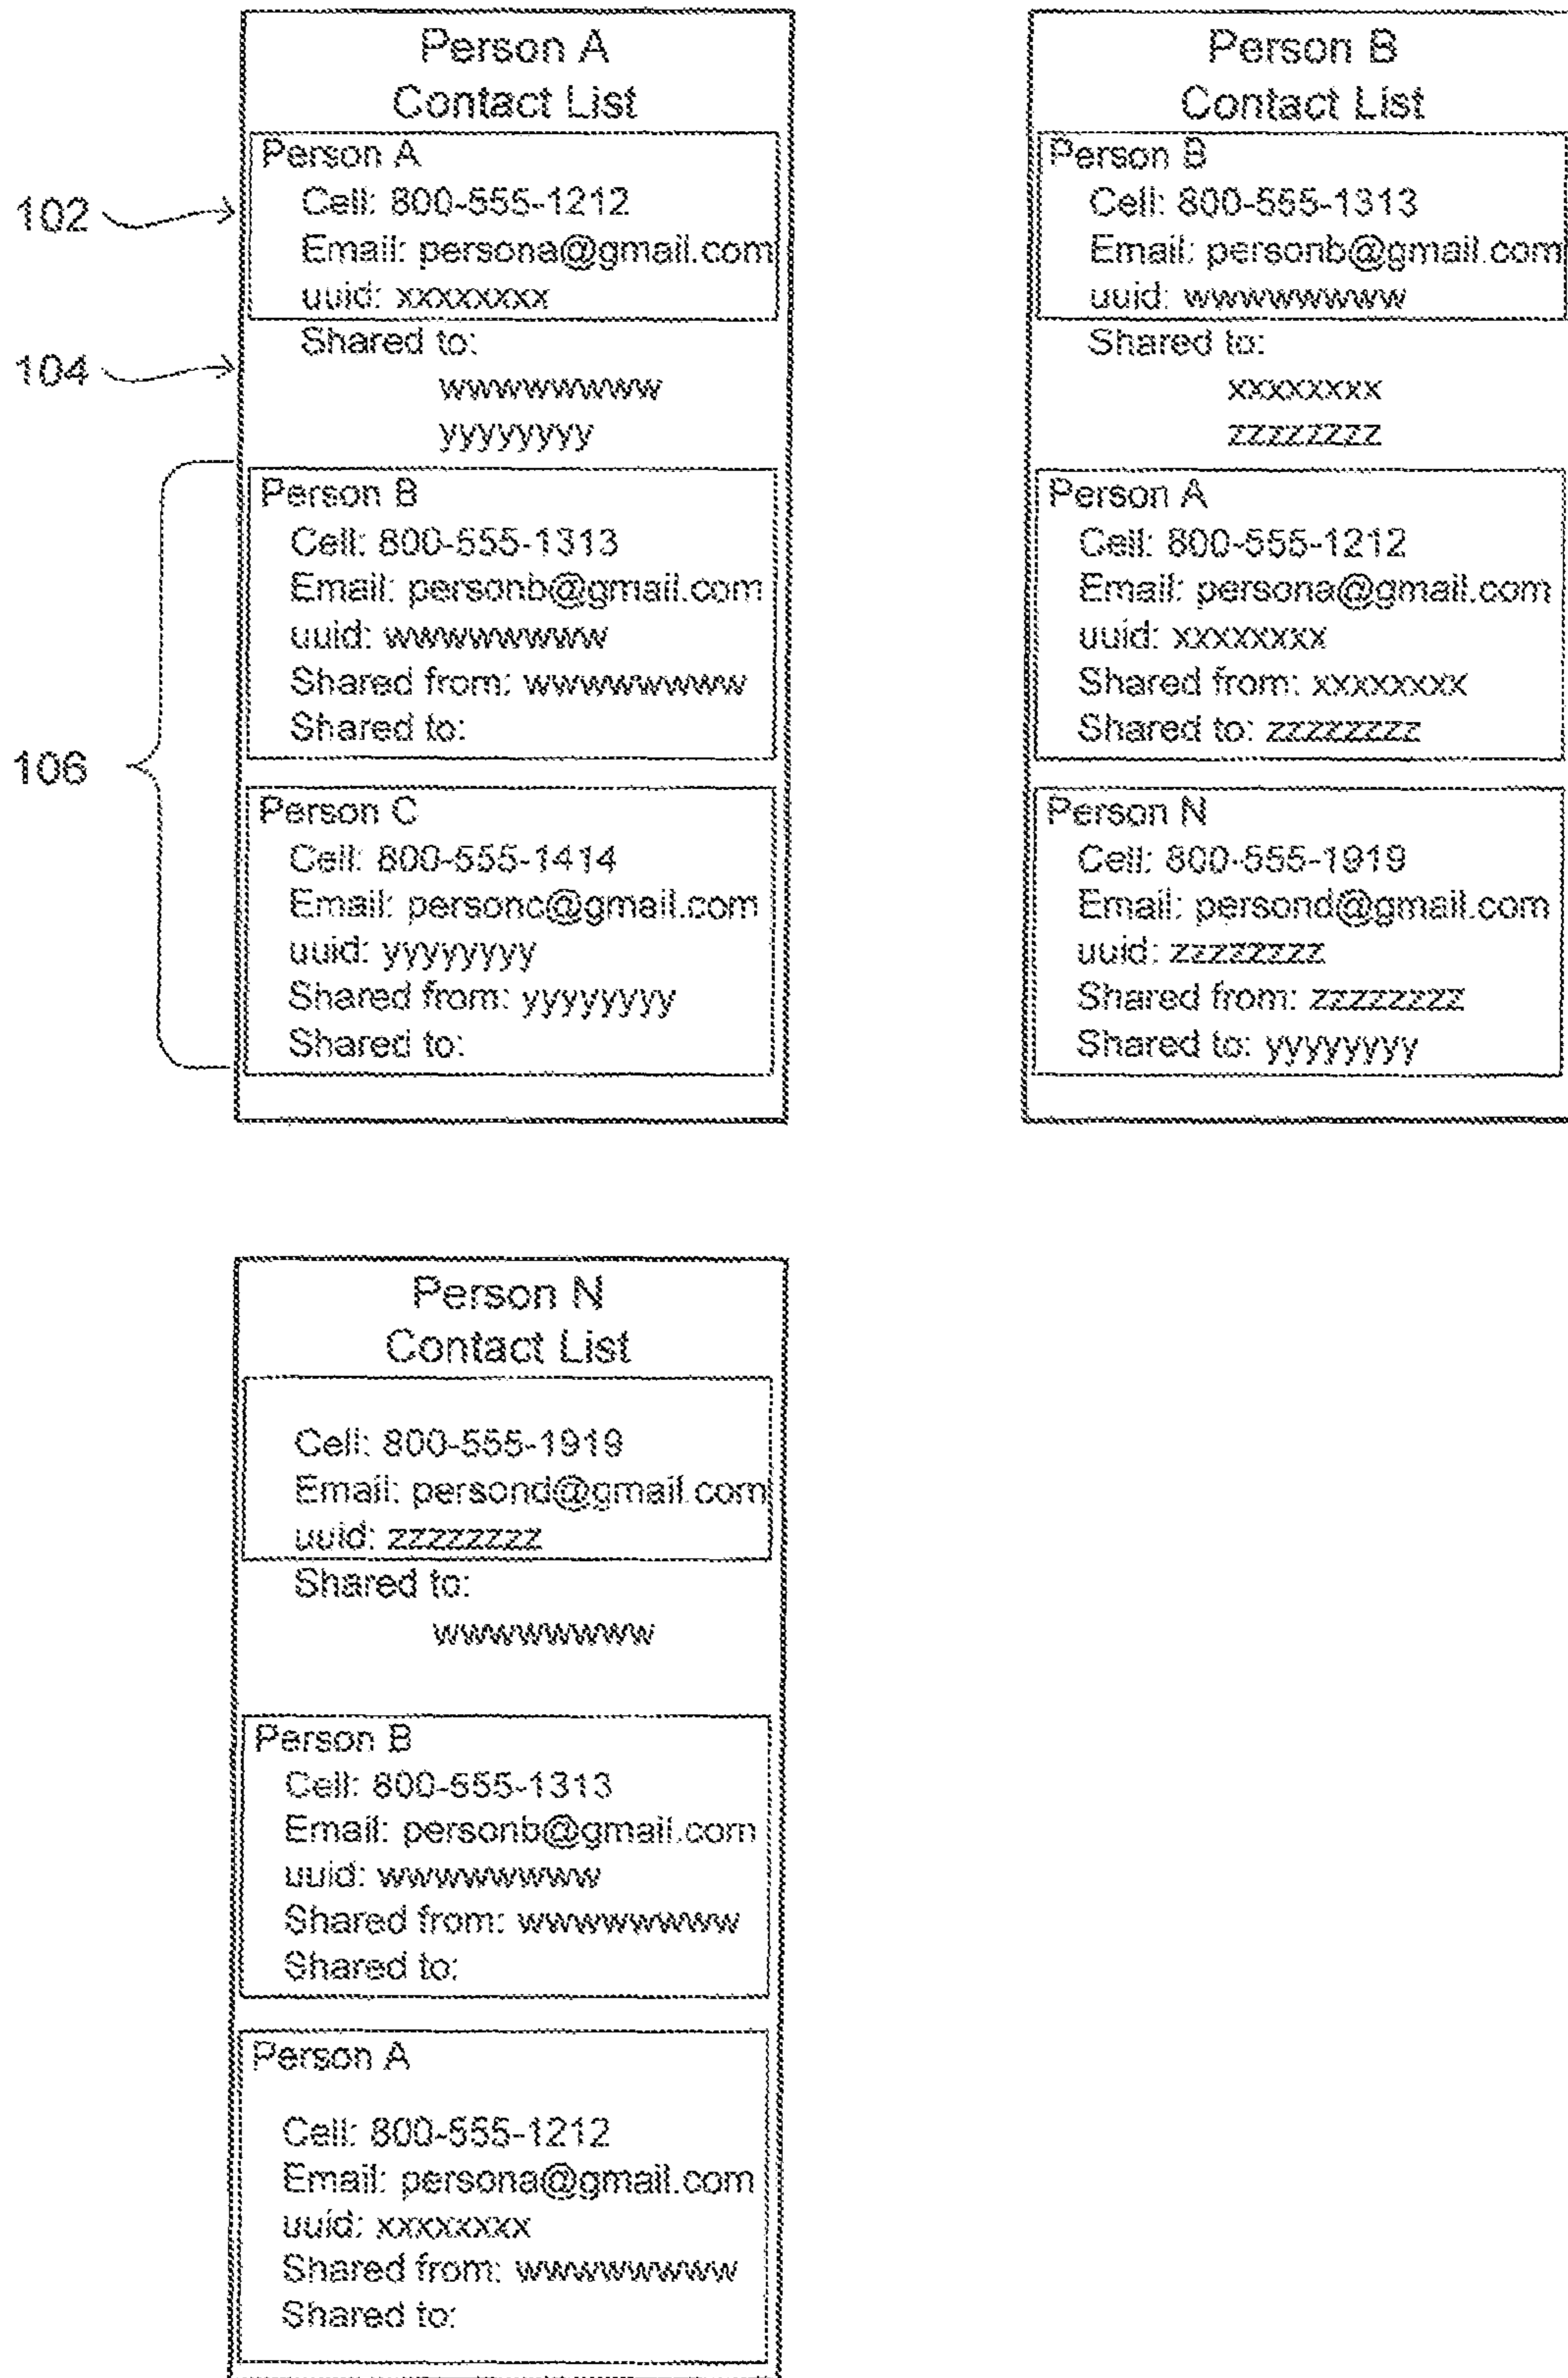 Person A
Contact List
Person A
Cell: 800-555-1212
Email: persona@gmail.com
uuid: xxxxxxxx
Shared to:
wwwwwwww
yyyyyyyy
Person B
Cell: 800-555-1313
Email: personb@gmail.com
uuid: wwwwwwww
Shared from: wwwwwwww
Shared to:
Person C
Cell: 800-555-1414
Email: personc@gmail.com
uuid: yyyyyyyy
Shared from: yyyyyyyy
Shared to:
102
104
106
Person B
Contact List
Person B
Cell: 800-555-1313
Email: personb@gmail.com
uuid: wwwwwwww
Shared to:
xxxxxxxx
zzzzzzzz
Person A
Cell: 800-555-1212
Email: persona@gmail.com
uuid: xxxxxxxx
Shared from: xxxxxxxx
Shared to: zzzzzzzz
Person N
Cell: 800-555-1919
Email: persond@gmail.com
uuid: zzzzzzzz
Shared from: zzzzzzzz
Shared to: yyyyyyyy
Person N
Contact List
Cell: 800-555-1919
Email: persond@gmail.com
uuid: zzzzzzzz
Shared to:
wwwwwwww
Person B
Cell: 800-555-1313
Email: personb@gmail.com
uuid: wwwwwwww
Shared from: wwwwwwww
Shared to:
Person A
Cell: 800-555-1212
Email: persona@gmail.com
uuid: xxxxxxxx
Shared from: wwwwwwww
Shared to: